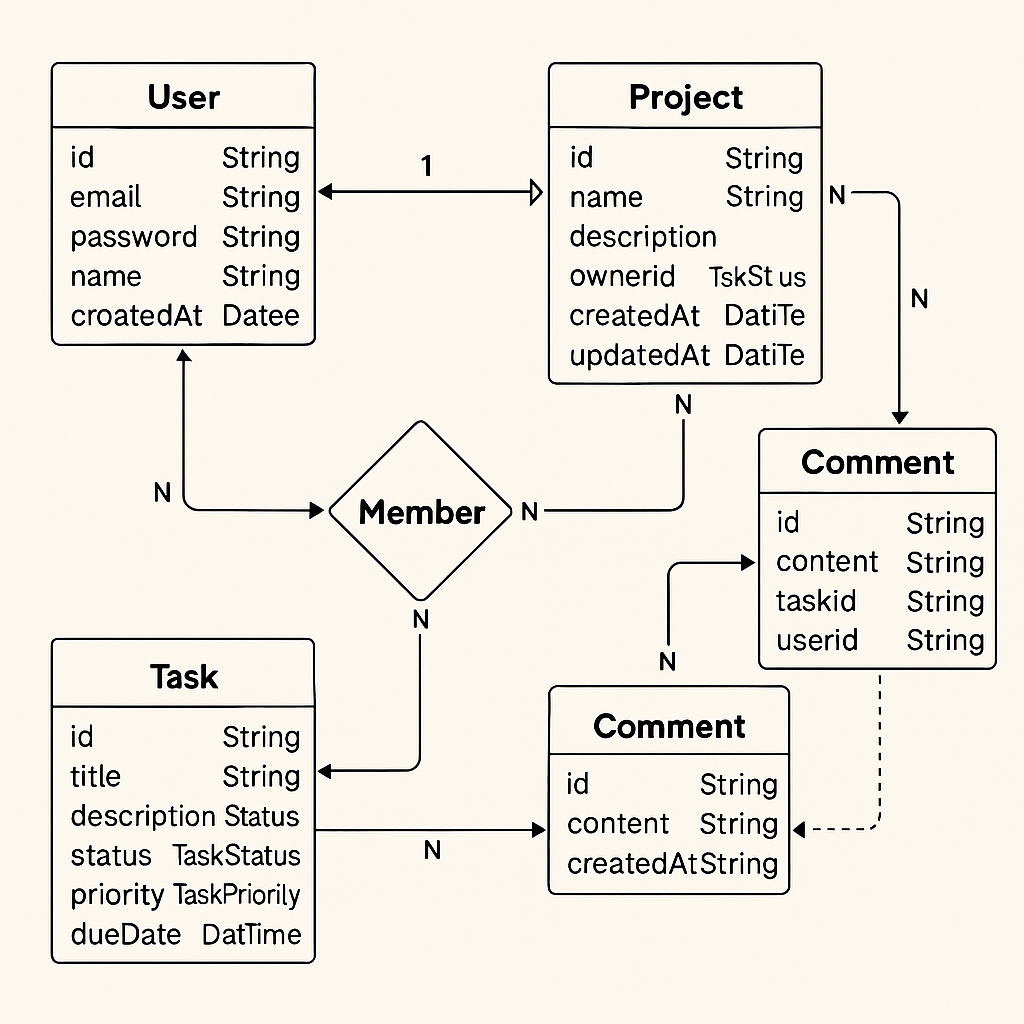 User
id String
email String
password String
name String
croatedAt Datee
1
Project
id String
name String
description
ownerid TskSt us
createdAt DatiTe
updatedAt DatiTe
N
N
N
N
Member
N
N
Comment
id String
content String
taskid String
userid String
N
Task
id String
title String
description Status
status TaskStatus
priority TaskPriorily
dueDate DatTime
N
Comment
id String
content String
createdAtString